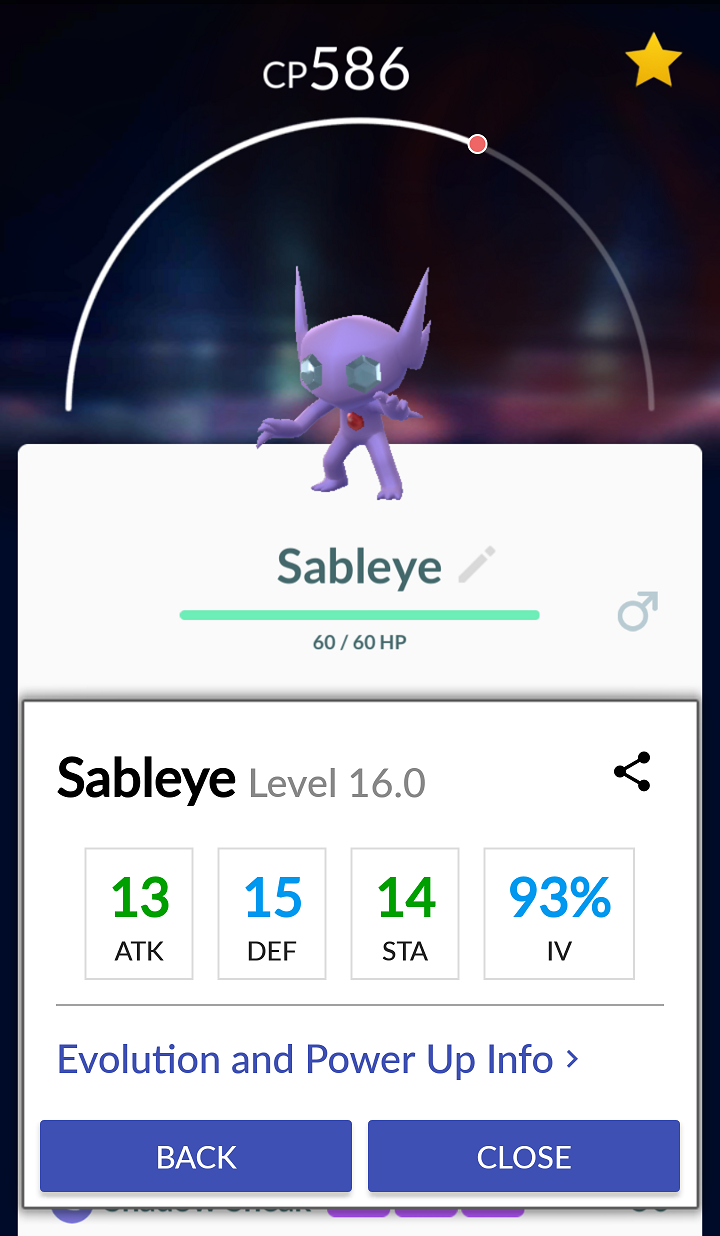 CP586
Sableye
60 / 60 HP
Sableye Level 16.0
13
ATK
15
DEF
14
STA
93%
IV
Evolution and Power Up Info >
BACK
CLOSE